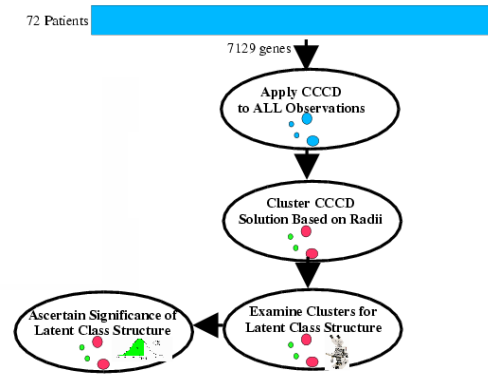 72 Patients
7129 genes
Apply CCCD
to ALL Observations
Cluster CCCD
Solution Based on Radii
Examine Clusters for
Latent Class Structure
Ascertain Significance of
Latent Class Structure